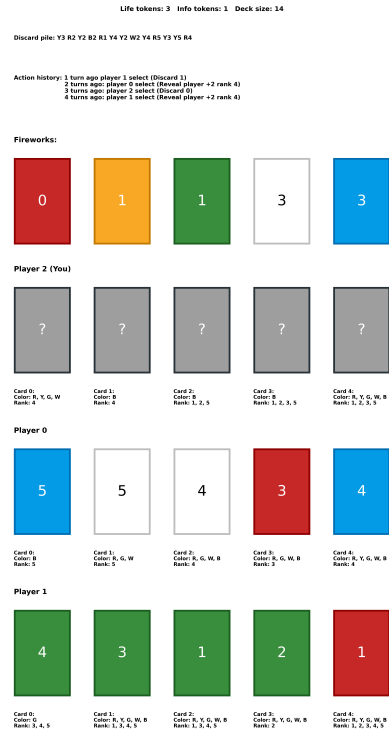 Life tokens: 3 Info tokens: 1 Deck size: 14
Discard pile: Y3 R2 Y2 B2 R1 Y4 Y2 W2 Y4 R5 Y3 Y5 R4
Action history: 1 turn ago player 1 select (Discard 1)
2 turns ago: player 0 select (Reveal player +2 rank 4)
3 turns ago: player 2 select (Discard 0)
4 turns ago: player 1 select (Reveal player +2 rank 4)
Fireworks:
0 1 1 3 3
Player 2 (You)
? ? ? ? ?
Card 0: Card 1: Card 2: Card 3: Card 4:
Color: R, Y, G, W Color: B Color: B Color: B Color: R, Y, G, W, B
Rank: 4 Rank: 4 Rank: 1, 2, 5 Rank: 1, 2, 3, 5 Rank: 1, 2, 3, 5
Player 0
5 5 4 3 4
Card 0: Card 1: Card 2: Card 3: Card 4:
Color: B Color: R, G, W Color: R, G, W, B Color: R, G, W, B Color: R, Y, G, W, B
Rank: 5 Rank: 5 Rank: 4 Rank: 3 Rank: 4
Player 1
4 3 1 2 1
Card 0: Card 1: Card 2: Card 3: Card 4:
Color: G Color: R, Y, G, W, B Color: R, Y, G, W, B Color: R, Y, G, W, B Color: R, Y, G, W, B
Rank: 3, 4, 5 Rank: 1, 3, 4, 5 Rank: 1, 3, 4, 5 Rank: 2 Rank: 1, 2, 3, 4, 5